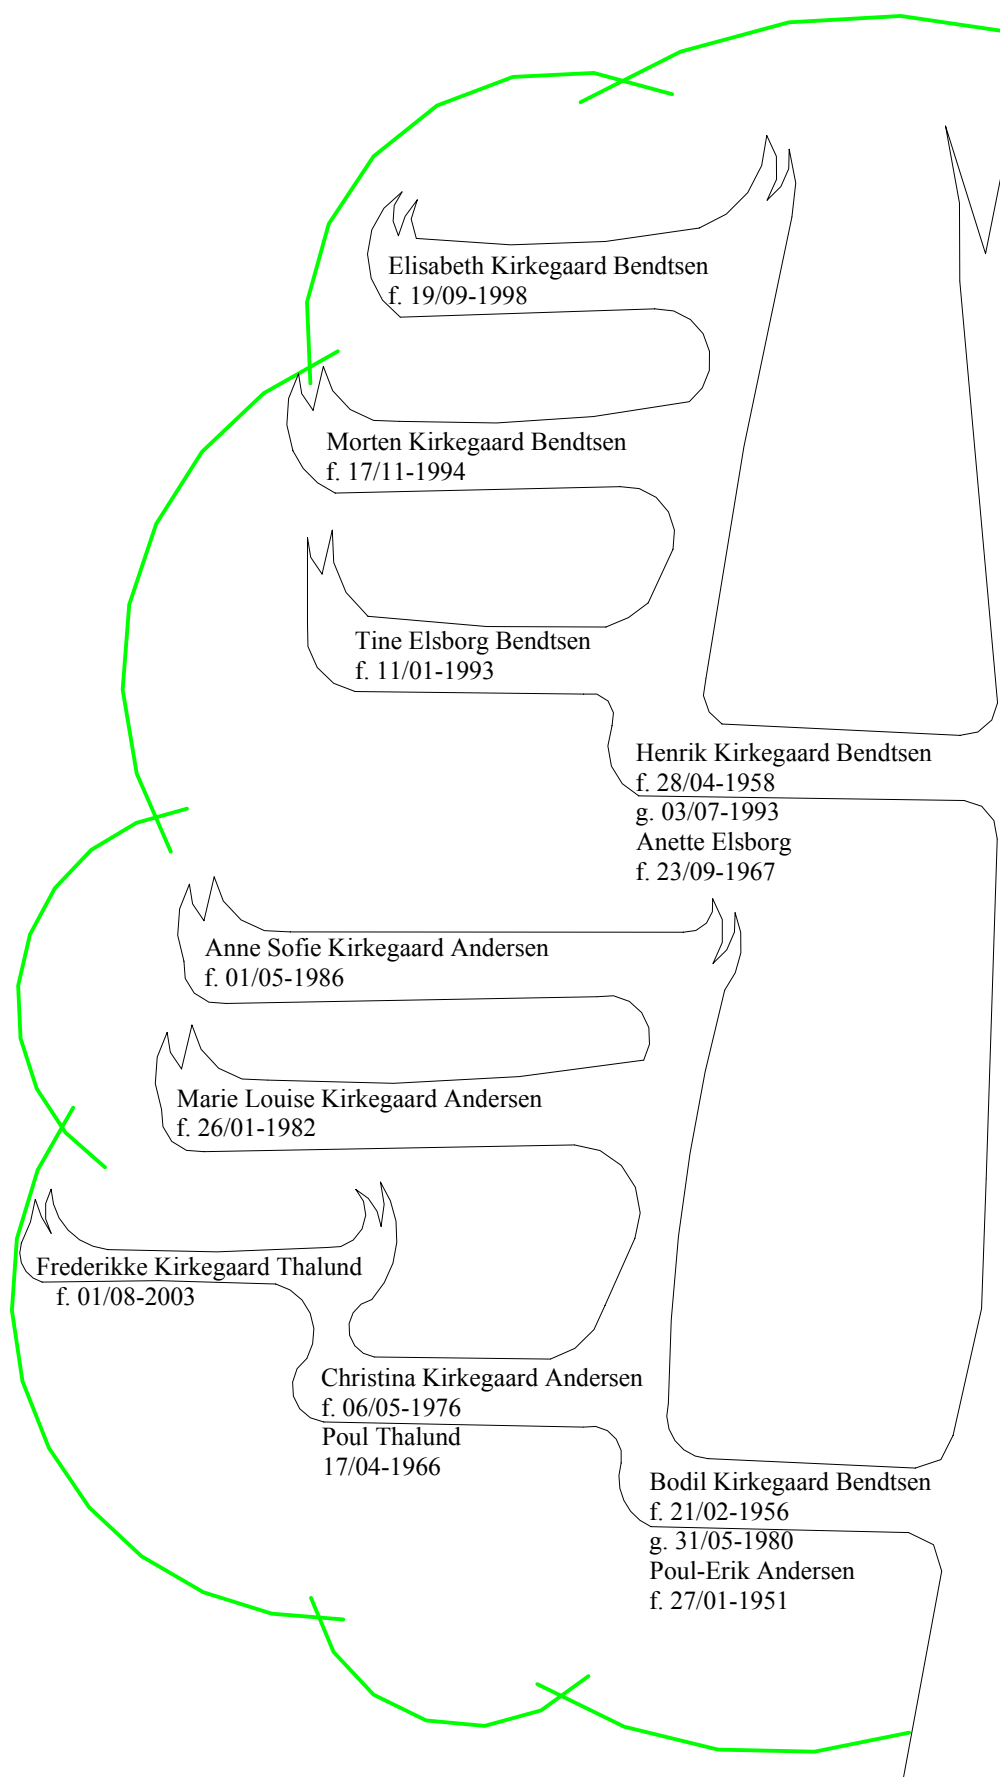 Elisabeth Kirkegaard Bendtsen
f. 19/09-1998
Morten Kirkegaard Bendtsen
f. 17/11-1994
Tine Elsborg Bendtsen
f. 11/01-1993
Henrik Kirkegaard Bendtsen
f. 28/04-1958
g. 03/07-1993
Anette Elsborg
f. 23/09-1967
Anne Sofie Kirkegaard Andersen
f. 01/05-1986
Marie Louise Kirkegaard Andersen
f. 26/01-1982
Frederikke Kirkegaard Thalund
f. 01/08-2003
Christina Kirkegaard Andersen
f. 06/05-1976
Poul Thalund
17/04-1966
Bodil Kirkegaard Bendtsen
f. 21/02-1956
g. 31/05-1980
Poul-Erik Andersen
f. 27/01-1951